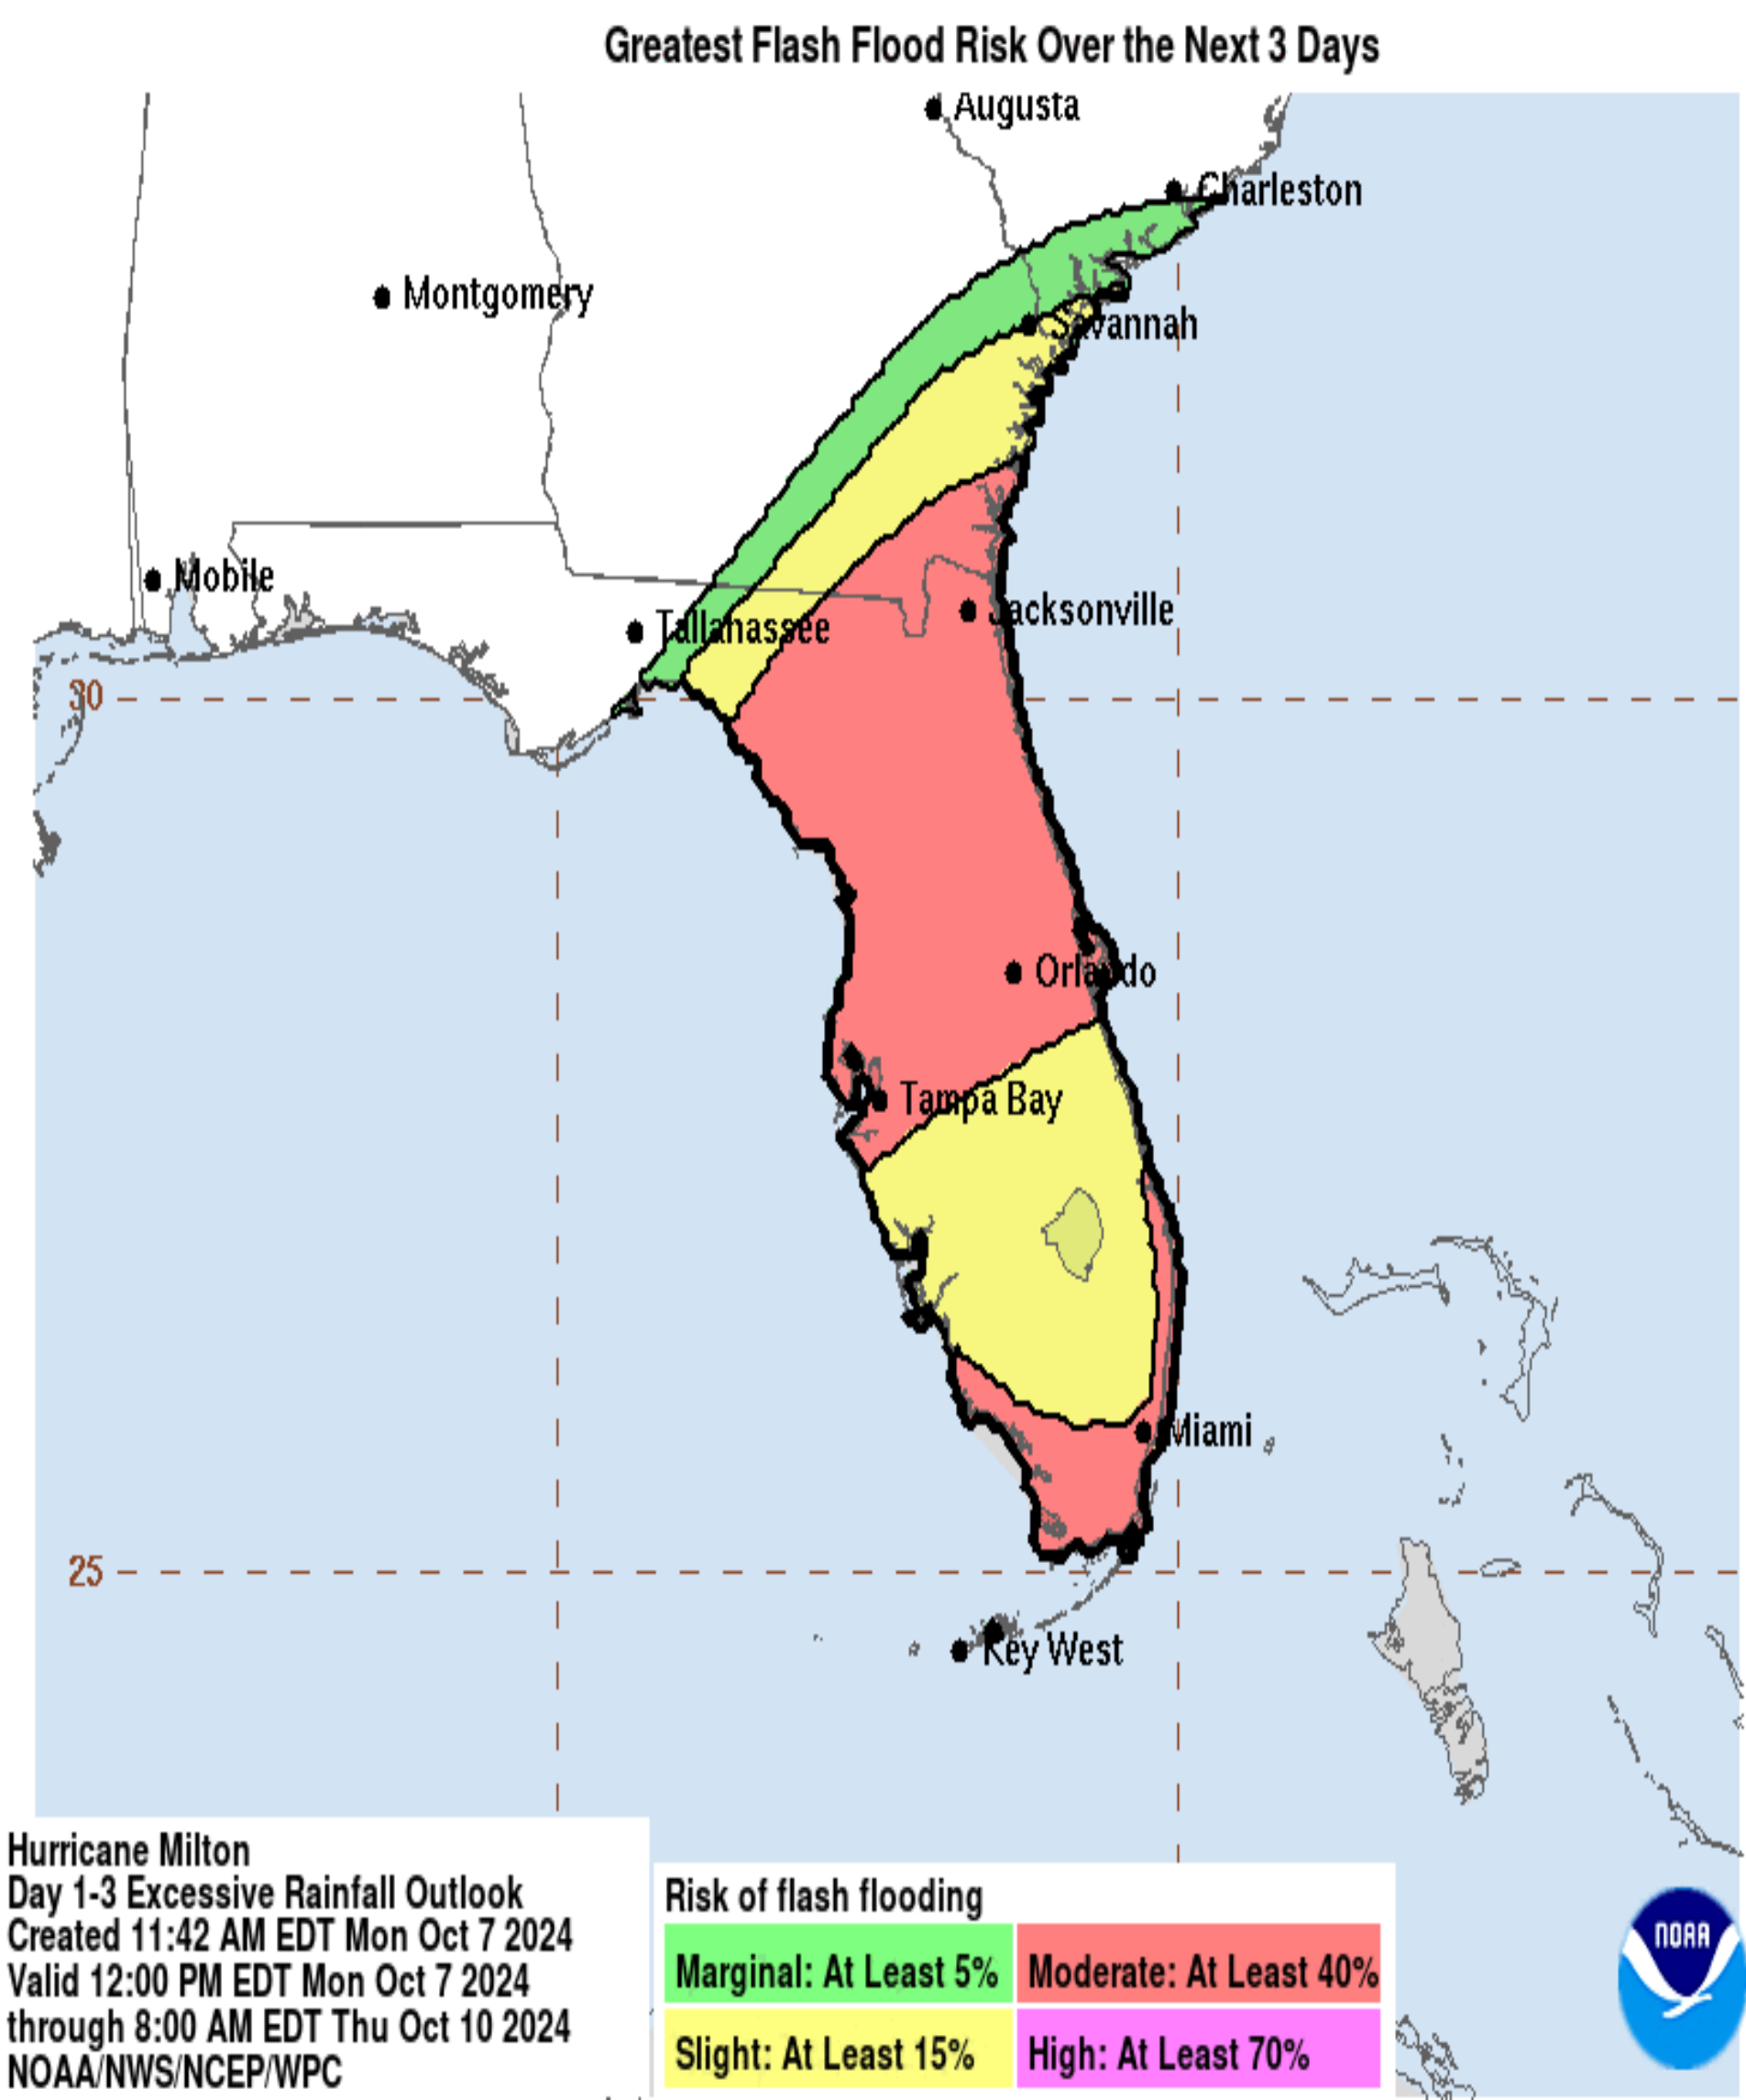 Greatest Flash Flood Risk Over the Next 3 Days
Augusta
Charleston
Montgomery
Savannah
Mobile
Jacksonville
Tallahassee
30
Orlando
Tampa Bay
Miami
25
Key West
Hurricane Milton
Day 1-3 Excessive Rainfall Outlook
Created 11:42 AM EDT Mon Oct 7 2024
Valid 12:00 PM EDT Mon Oct 7 2024
through 8:00 AM EDT Thu Oct 10 2024
NOAA/NWS/NCEP/WPC
Risk of flash flooding
Marginal: At Least 5%
Moderate: At Least 40%
Slight: At Least 15%
High: At Least 70%
NOAA